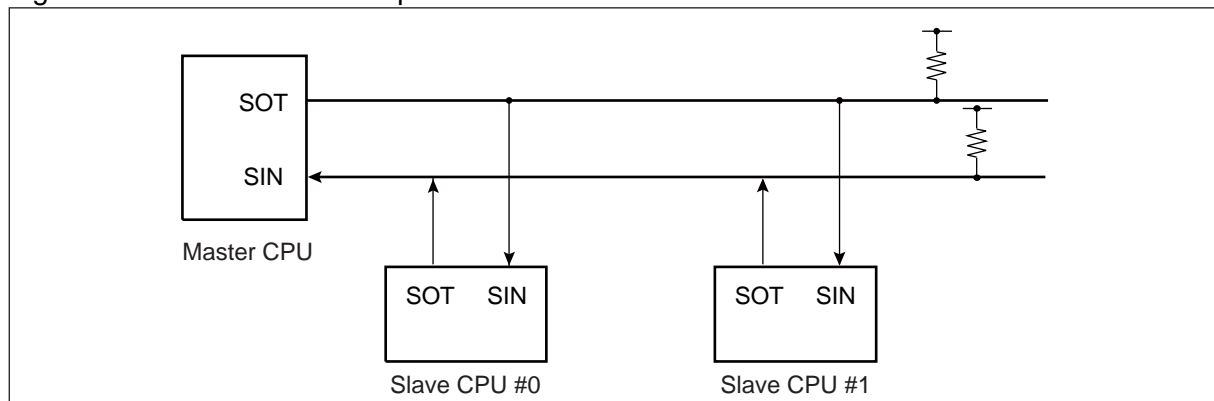 SOT
SIN
Master CPU
SOT SIN
SOT SIN
Slave CPU #0
Slave CPU #1